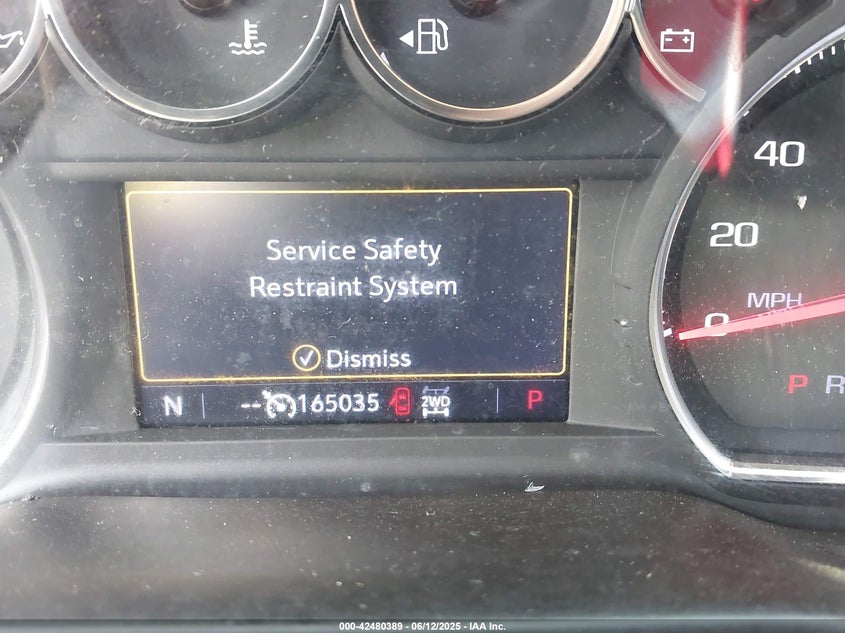 40
20
MPH
0
Service Safety
Restraint System
Dismiss
N --165035 2WD P
P R
000-42480389 - 06/12/2025 - IAA Inc.